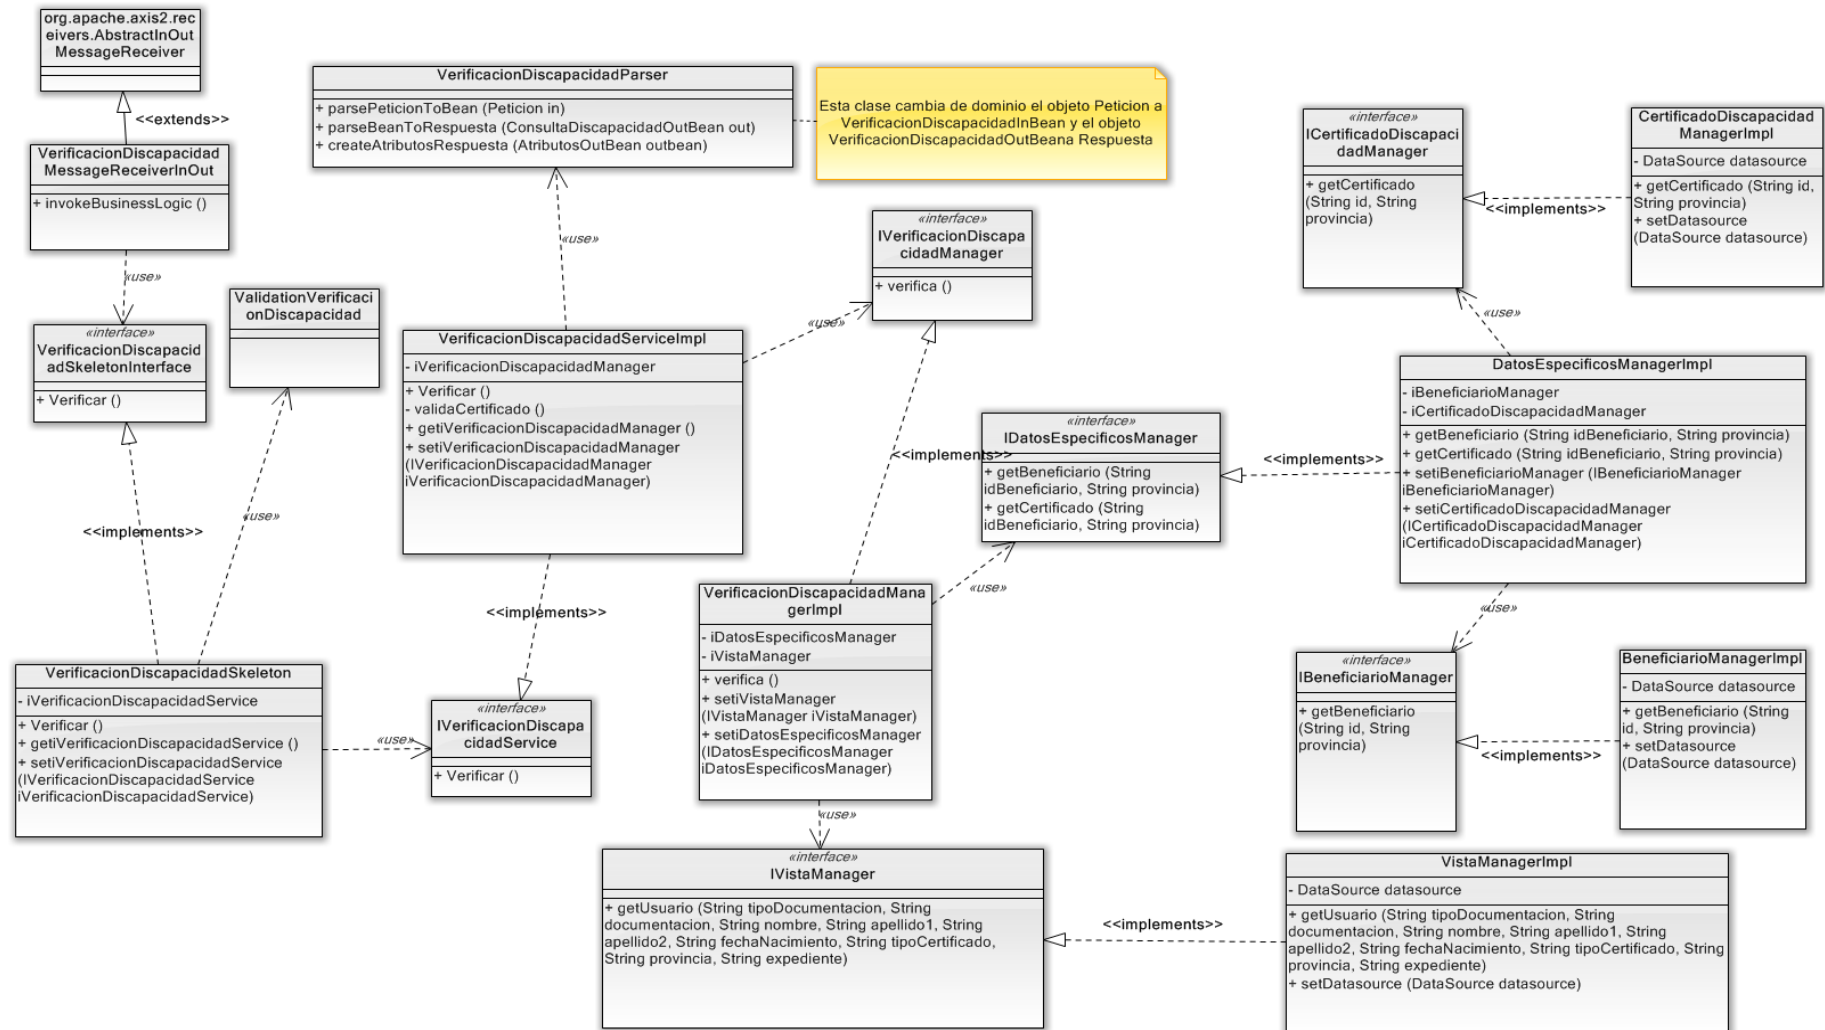 org.apache.axis2.rec
eivers.AbstractInOut
MessageReceiver
<<extends>>
VerificacionDiscapacidad
MessageReceiverInOut
+ invokeBusinessLogic ()
«use»
«interface»
VerificacionDiscapacid
adSkeletonInterface
+ Verificar ()
ValidationVerificaci
onDiscapacidad
<<implements>>
«use»
VerificacionDiscapacidadSkeleton
- iVerificacionDiscapacidadService
+ Verificar ()
+ getiVerificacionDiscapacidadService ()
+ setiVerificacionDiscapacidadService
(IVerificacionDiscapacidadService
iVerificacionDiscapacidadService)
«use»
VerificacionDiscapacidadParser
+ parsePeticionToBean (Peticion in)
+ parseBeanToRespuesta (ConsultaDiscapacidadOutBean out)
+ createAtributosRespuesta (AtributosOutBean outbean)
Esta clase cambia de dominio el objeto Peticion a
VerificacionDiscapacidadInBean y el objeto
VerificacionDiscapacidadOutBeana Respuesta
«use»
VerificacionDiscapacidadServiceImpl
- iVerificacionDiscapacidadManager
+ Verificar ()
- validaCertificado ()
+ getiVerificacionDiscapacidadManager ()
+ setiVerificacionDiscapacidadManager
(IVerificacionDiscapacidadManager
iVerificacionDiscapacidadManager)
«use»
<<implements>>
«interface»
IVerificacionDiscapa
cidadService
+ Verificar ()
«interface»
IVerificacionDiscapa
cidadManager
+ verifica ()
<<implements>>
VerificacionDiscapacidadMana
gerImpl
- iDatosEspecificosManager
- iVistaManager
+ verifica ()
+ setiVistaManager
(IVistaManager iVistaManager)
+ setiDatosEspecificosManager
(IDatosEspecificosManager
iDatosEspecificosManager)
«use»
«use»
«interface»
IDatosEspecificosManager
+ getBeneficiario (String
idBeneficiario, String provincia)
+ getCertificado (String
idBeneficiario, String provincia)
<<implements>>
«interface»
IVistaManager
+ getUsuario (String tipoDocumentacion, String
documentacion, String nombre, String apellido1, String
apellido2, String fechaNacimiento, String tipoCertificado,
String provincia, String expediente)
<<implements>>
VistaManagerImpl
- DataSource datasource
+ getUsuario (String tipoDocumentacion, String
documentacion, String nombre, String apellido1, String
apellido2, String fechaNacimiento, String tipoCertificado, String
provincia, String expediente)
+ setDatasource (DataSource datasource)
«interface»
ICertificadoDiscapaci
dadManager
+ getCertificado
(String id, String
provincia)
<<implements>>
CertificadoDiscapacidad
ManagerImpl
- DataSource datasource
+ getCertificado (String id,
String provincia)
+ setDatasource
(DataSource datasource)
«use»
DatosEspecificosManagerImpl
- iBeneficiarioManager
- iCertificadoDiscapacidadManager
+ getBeneficiario (String idBeneficiario, String provincia)
+ getCertificado (String idBeneficiario, String provincia)
+ setiBeneficiarioManager (IBeneficiarioManager
iBeneficiarioManager)
+ setiCertificadoDiscapacidadManager
(ICertificadoDiscapacidadManager
iCertificadoDiscapacidadManager)
«use»
«interface»
IBeneficiarioManager
+ getBeneficiario
(String id, String
provincia)
<<implements>>
BeneficiarioManagerImpl
- DataSource datasource
+ getBeneficiario (String
id, String provincia)
+ setDatasource
(DataSource datasource)